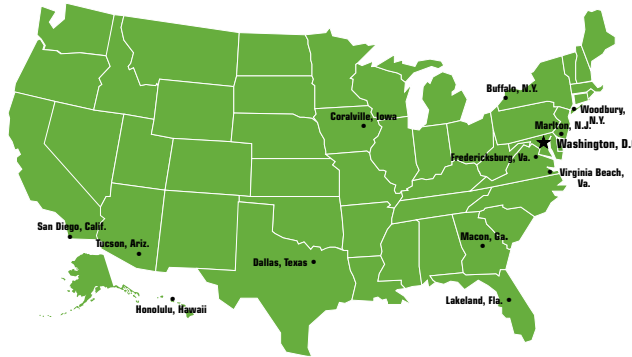 Buffalo, N.Y.
Woodbury,
N.Y.
Coralville, Iowa
Marlton, N.J.
Washington, D.
Fredericksburg, Va.
Virginia Beach,
Va.
San Diego, Calif.
Tucson, Ariz.
Macon, Ga.
Dallas, Texas
Lakeland, Fla.
Honolulu, Hawaii